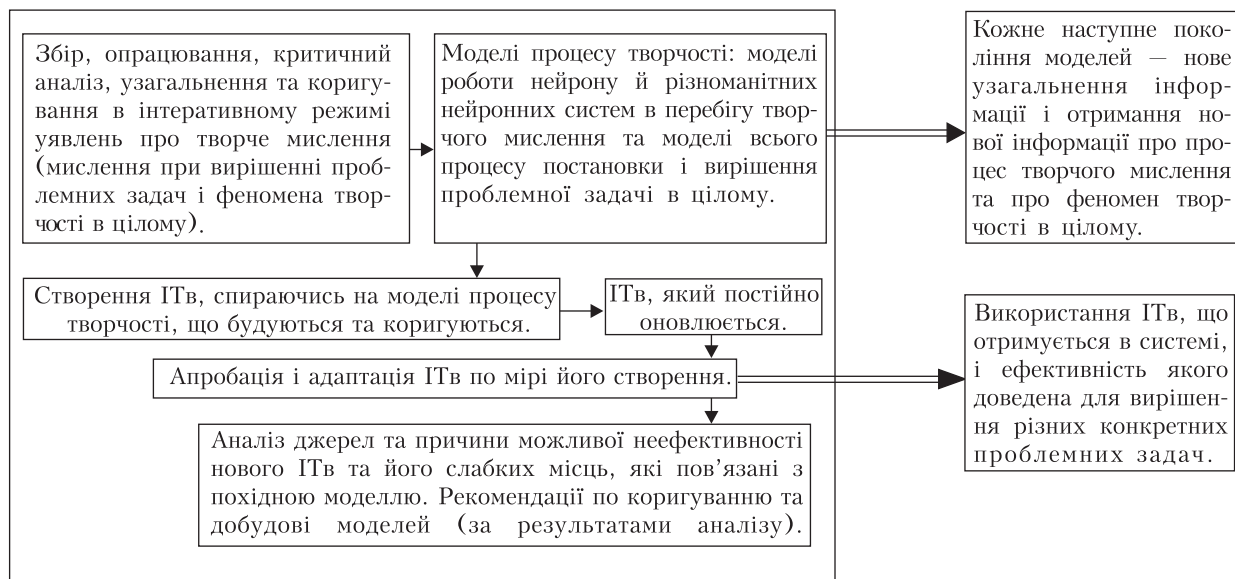 Збір, опрацювання, критичний
аналіз, узагальнення та коригу-
вання в інтеративному режимі
уявлень про творче мислення
(мислення при вирішенні проб-
лемних задач і феномена твор-
чості в цілому).
Моделі процесу творчості: моделі
роботи нейрону й різноманітних
нейронних систем в перебігу твор-
чого мислення та моделі всього
процесу постановки і вирішення
проблемної задачі в цілому.
Кожне наступне поко-
ління моделей — нове
узагальнення інфор-
мації і отримання но-
вої інформації про про-
цес творчого мислення
та про феномен твор-
чості в цілому.
Створення ІТв, спираючись на моделі процесу
творчості, що будуються та коригуються.
ІТв, який постійно
оновлюється.
Апробація і адаптація ІТв по мірі його створення.
Використання ІТв, що
отримується в системі,
і ефективність якого
доведена для вирішен-
ня різних конкретних
проблемних задач.
Аналіз джерел та причини можливої неефективності
нового ІТв та його слабких місць, які пов’язані з
похідною моделлю. Рекомендації по коригуванню та
добудові моделей (за результатами аналізу).